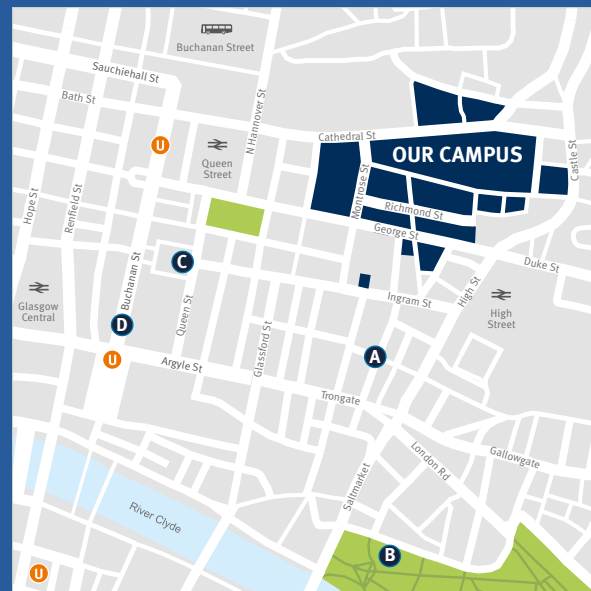 Buchanan Street
Sauchiehall St
Bath St
N Hannover St
U
Queen
Street
Cathedral St
OUR CAMPUS
Castle St
Hope St
Renfield St
Montrose St
Richmond St
George St
C
Buchanan St
Queen St
Duke St
Glasgow
Central
High St
Ingram St
High
Street
D
U
Argyle St
Glassford St
A
Trongate
London Rd
Gallowgate
Saltmarket
River Clyde
B
U